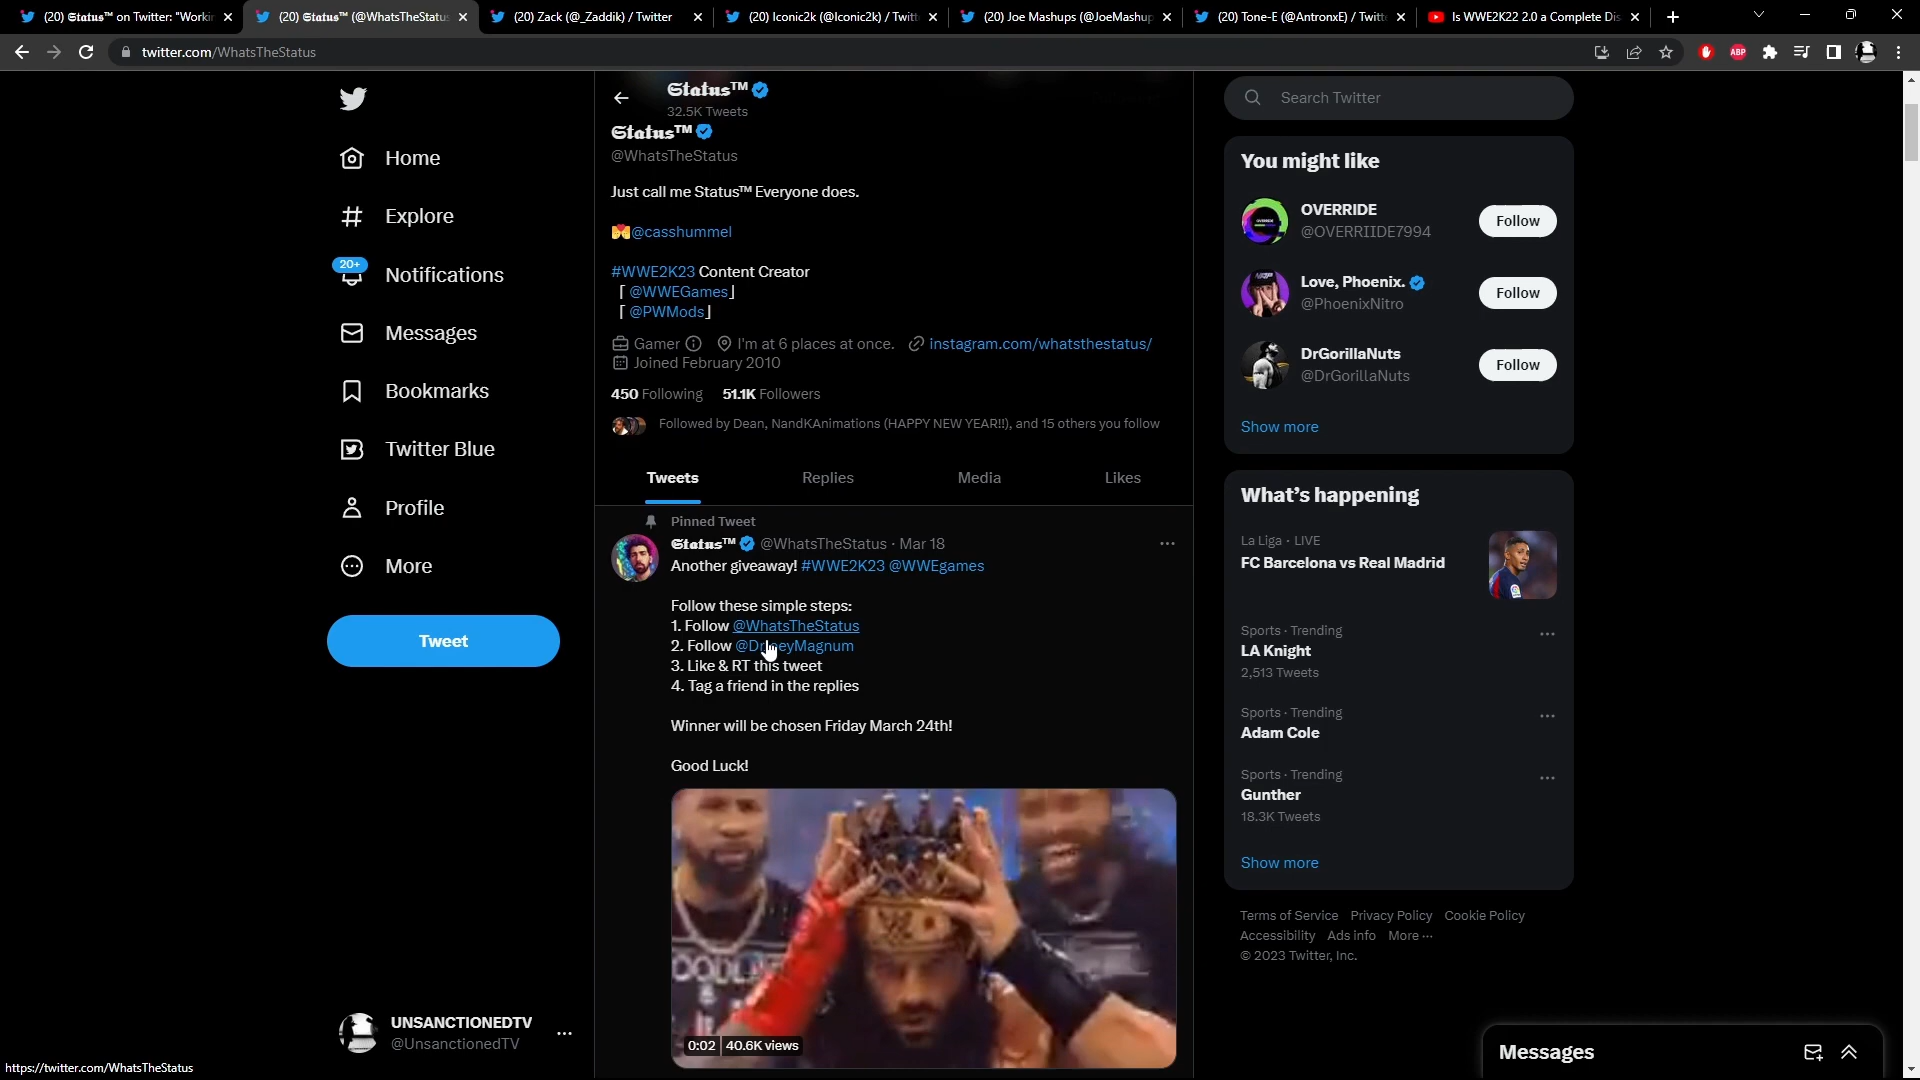 (20) 𝕾𝖙𝖆𝖙𝖚𝖘™ on Twitter: "Workin
(20) 𝕾𝖙𝖆𝖙𝖚𝖘™ (@WhatsTheStatus
(20) Zack (@_Zaddik) / Twitter
(20) Iconic2k (@Iconic2k) / Twitt
(20) Joe Mashups (@JoeMashup
(20) Tone-E (@AntronxE) / Twitt
Is WWE2K22 2.0 a Complete Dis
twitter.com/WhatsTheStatus
ABP
Home
Explore
20+
Notifications
Messages
Bookmarks
Twitter Blue
Profile
More
Tweet
UNSANCTIONEDTV
@UnsanctionedTV
https://twitter.com/WhatsTheStatus
𝕾𝖙𝖆𝖙𝖚𝖘™
32.5K Tweets
𝕾𝖙𝖆𝖙𝖚𝖘™
@WhatsTheStatus
Just call me Status™ Everyone does.
@casshummel
#WWE2K23 Content Creator
⌈ @WWEGames⌋
⌈ @PWMods⌋
Gamer I'm at 6 places at once. instagram.com/whatsthestatus/
Joined February 2010
450 Following 51.1K Followers
Followed by Dean, NandKAnimations (HAPPY NEW YEAR!!), and 15 others you follow
Tweets Replies Media Likes
Pinned Tweet
𝕾𝖙𝖆𝖙𝖚𝖘™ @WhatsTheStatus · Mar 18
Another giveaway! #WWE2K23 @WWEgames
Follow these simple steps:
1. Follow @WhatsTheStatus
2. Follow
3. Like & RT this tweet
4. Tag a friend in the replies
Winner will be chosen Friday March 24th!
Good Luck!
0:02 40.6K views
Search Twitter
You might like
OVERRIDE
@OVERRIIDE7994
Follow
Love, Phoenix.
@PhoenixNitro
Follow
DrGorillaNuts
@DrGorillaNuts
Follow
Show more
What's happening
La Liga · LIVE
FC Barcelona vs Real Madrid
Sports · Trending
LA Knight
2,513 Tweets
Sports · Trending
Adam Cole
Sports · Trending
Gunther
18.3K Tweets
Show more
Terms of Service Privacy Policy Cookie Policy
Accessibility Ads info More ···
© 2023 Twitter, Inc.
Messages